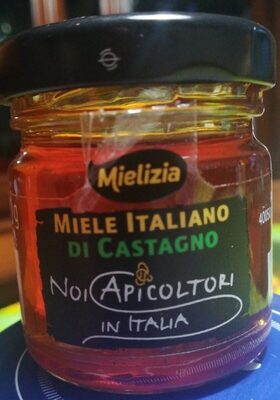 Mielizia
MIELE ITALIANO
DI CASTAGNO
NOI APICOLTORI
IN ITALIA